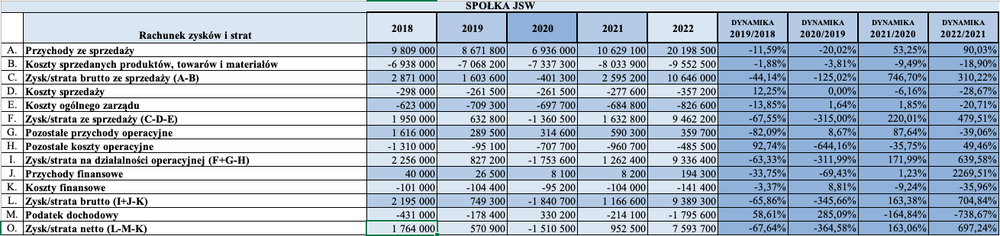 SPÓŁKA JSW
Rachunek zysków i strat 2018 2019 2020 2021 2022 DYNAMIKA 2019/2018 DYNAMIKA 2020/2019 DYNAMIKA 2021/2020 DYNAMIKA 2022/2021
A. Przychody ze sprzedaży 9 809 000 8 671 800 6 936 000 10 629 100 20 198 500 -11,59% -20,02% 53,25% 90,03%
B. Koszty sprzedanych produktów, towarów i materiałów -6 938 000 -7 068 200 -7 337 300 -8 033 900 -9 552 500 -1,88% -3,81% -9,49% -18,90%
C. Zysk/strata brutto ze sprzedaży (A-B) 2 871 000 1 603 600 -401 300 2 595 200 10 646 000 -44,14% -125,02% 746,70% 310,22%
D. Koszty sprzedaży -298 000 -261 500 -261 500 -277 600 -357 200 12,25% 0,00% -6,16% -28,67%
E. Koszty ogólnego zarządu -623 000 -709 300 -697 700 -684 800 -826 600 -13,85% 1,64% 1,85% -20,71%
F. Zysk/strata ze sprzedaży (C-D-E) 1 950 000 632 800 -1 360 500 1 632 800 9 462 200 -67,55% -315,00% 220,01% 479,51%
G. Pozostałe przychody operacyjne 1 616 000 289 500 314 600 590 300 359 700 -82,09% 8,67% 87,64% -39,06%
H. Pozostałe koszty operacyjne -1 310 000 -95 100 -707 700 -960 700 -485 500 92,74% -644,16% -35,75% 49,46%
I. Zysk/strata na działalności operacyjnej (F+G-H) 2 256 000 827 200 -1 753 600 1 262 400 9 336 400 -63,33% -311,99% 171,99% 639,58%
J. Przychody finansowe 40 000 26 500 8 100 8 200 194 300 -33,75% -69,43% 1,23% 2269,51%
K. Koszty finansowe -101 000 -104 400 -95 200 -104 000 -141 400 -3,37% 8,81% -9,24% -35,96%
L. Zysk/strata brutto (I+J-K) 2 195 000 749 300 -1 840 700 1 166 600 9 389 300 -65,86% -345,66% 163,38% 704,84%
M. Podatek dochodowy -431 000 -178 400 330 200 -214 100 -1 795 600 58,61% 285,09% -164,84% -738,67%
O. Zysk/strata netto (L-M-K) 1 764 000 570 900 -1 510 500 952 500 7 593 700 -67,64% -364,58% 163,06% 697,24%